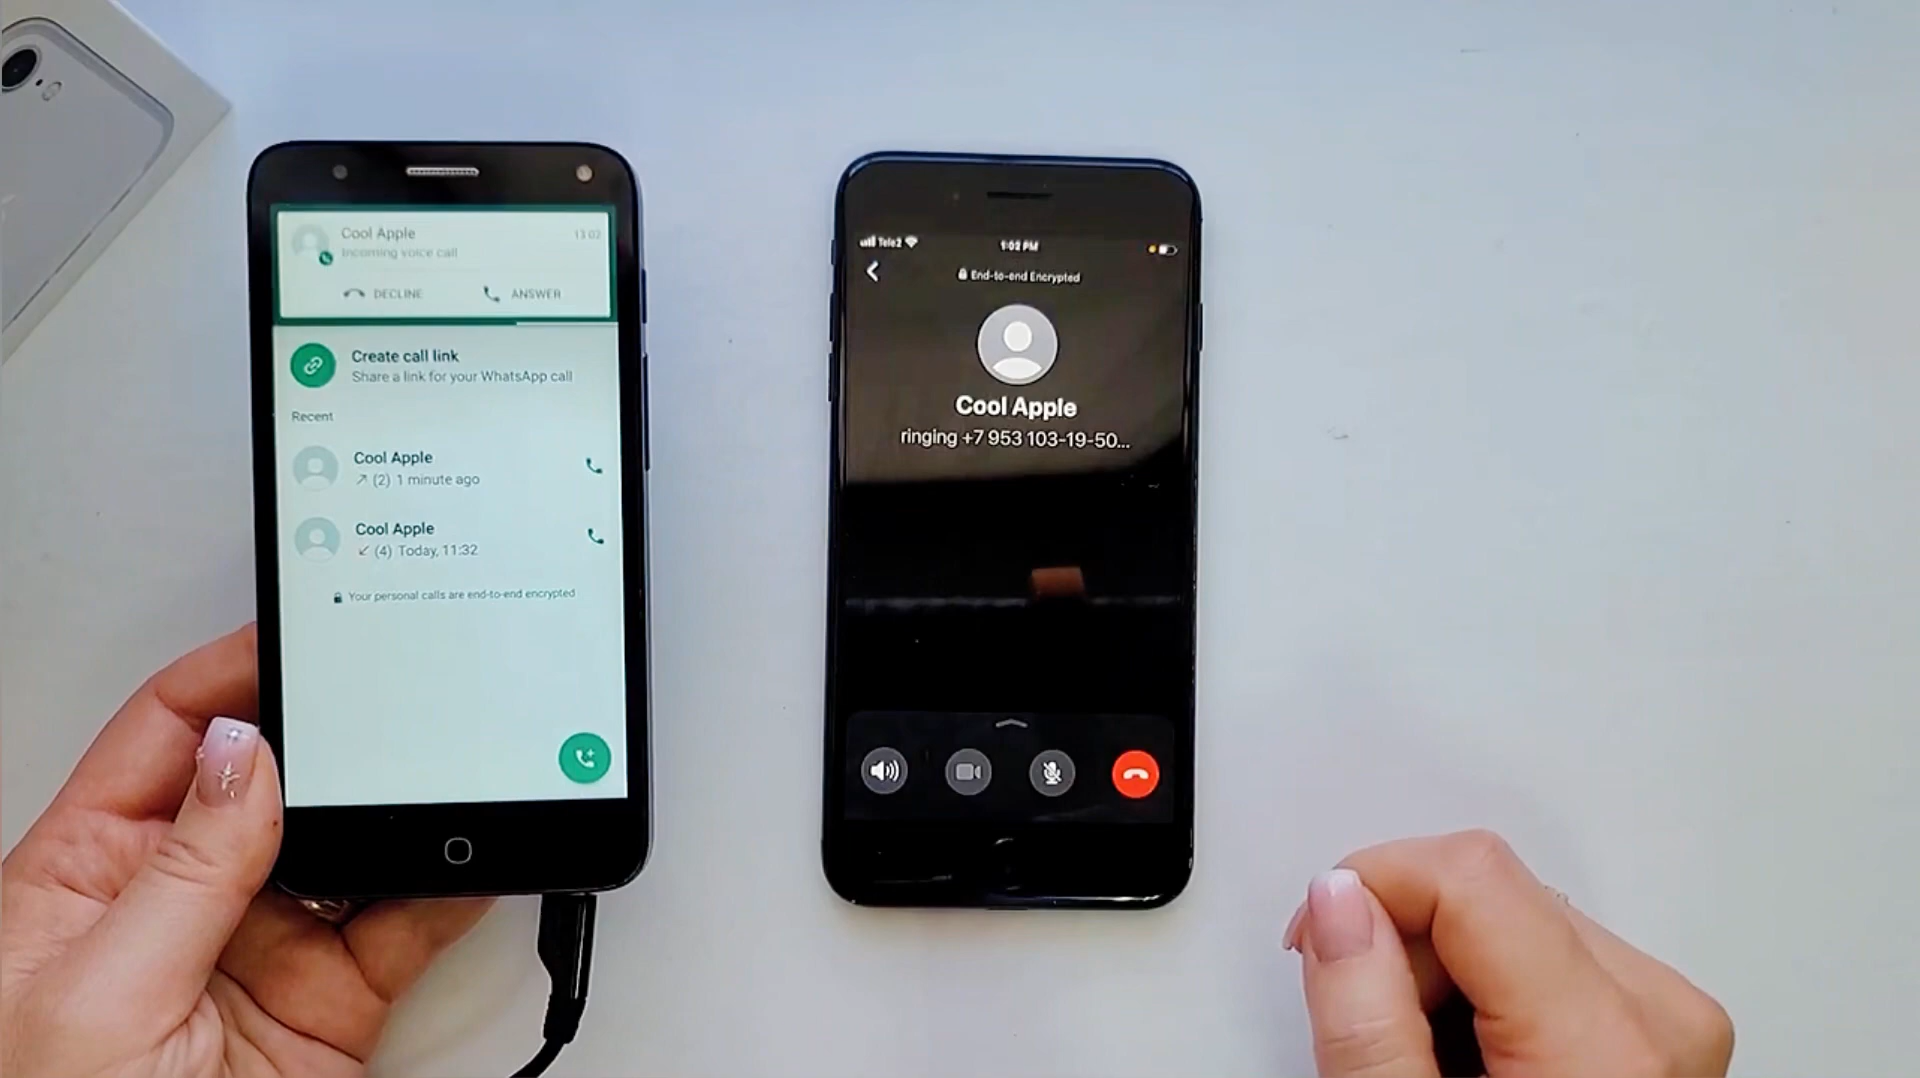 Cool Apple
13:02
Incoming voice call
DECLINE
ANSWER
Create call link
Share a link for your WhatsApp call
Recent
Cool Apple
(2) 1 minute ago
Cool Apple
(4) Today, 11:32
Your personal calls are end-to-end encrypted
Tele2
1:02 PM
End-to-end Encrypted
Cool Apple
ringing +7 953 103-19-50...